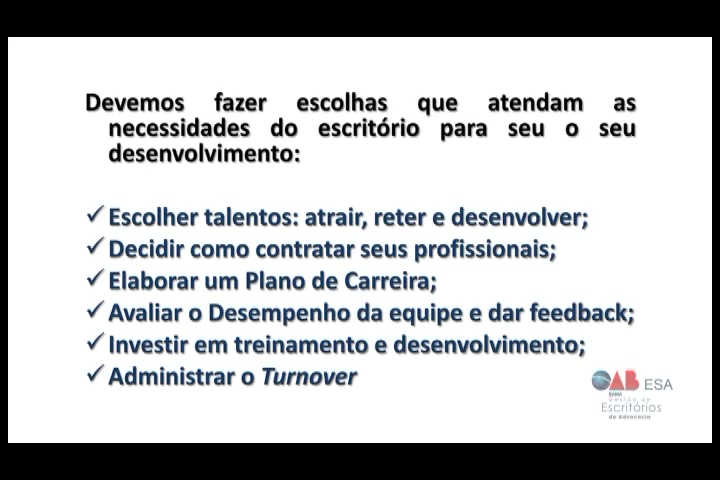 Devemos fazer escolhas que atendam as
necessidades do escritório para seu o seu
desenvolvimento:
✓ Escolher talentos: atrair, reter e desenvolver;
✓ Decidir como contratar seus profissionais;
✓ Elaborar um Plano de Carreira;
✓ Avaliar o Desempenho da equipe e dar feedback;
✓ Investir em treinamento e desenvolvimento;
✓ Administrar o Turnover
OAB ESA
BAHIA
Gestão de
Escritórios
de Advocacia